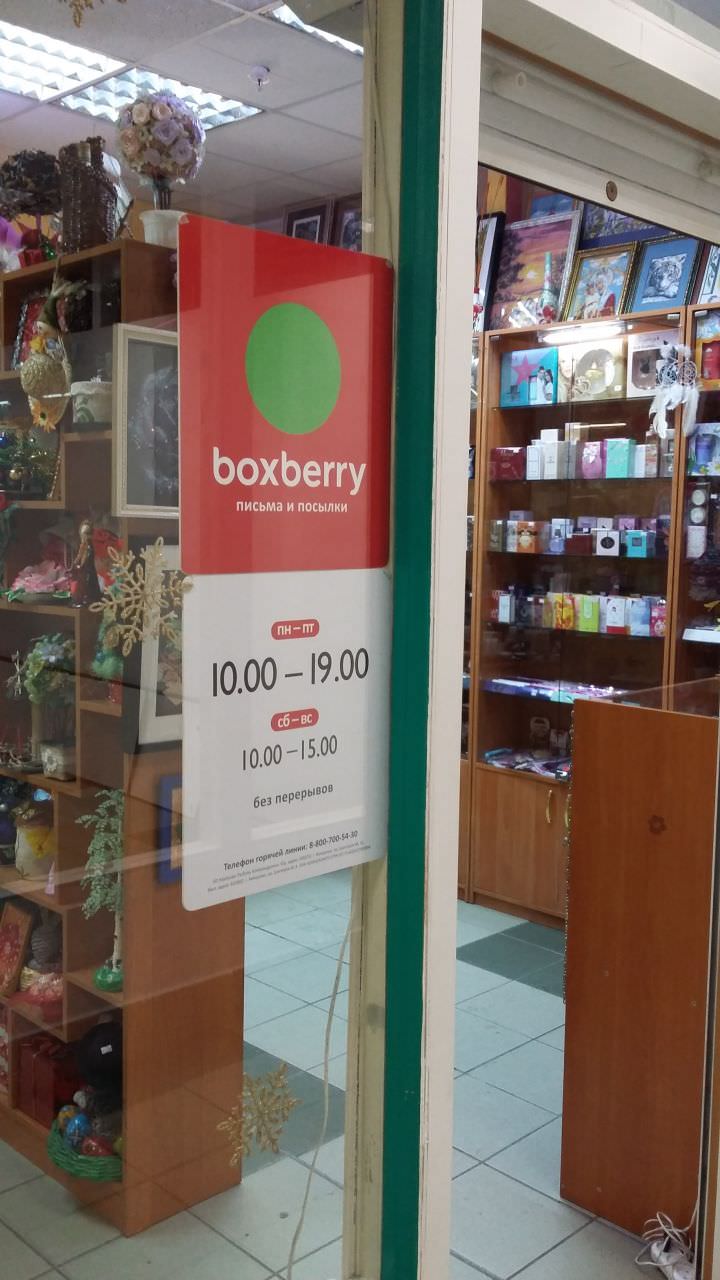 boxberry
письма и посылки
пн – пт
10.00 – 19.00
сб – вс
10.00 – 15.00
без перерывов
Телефон горячей линии: 8-800-700-54-30